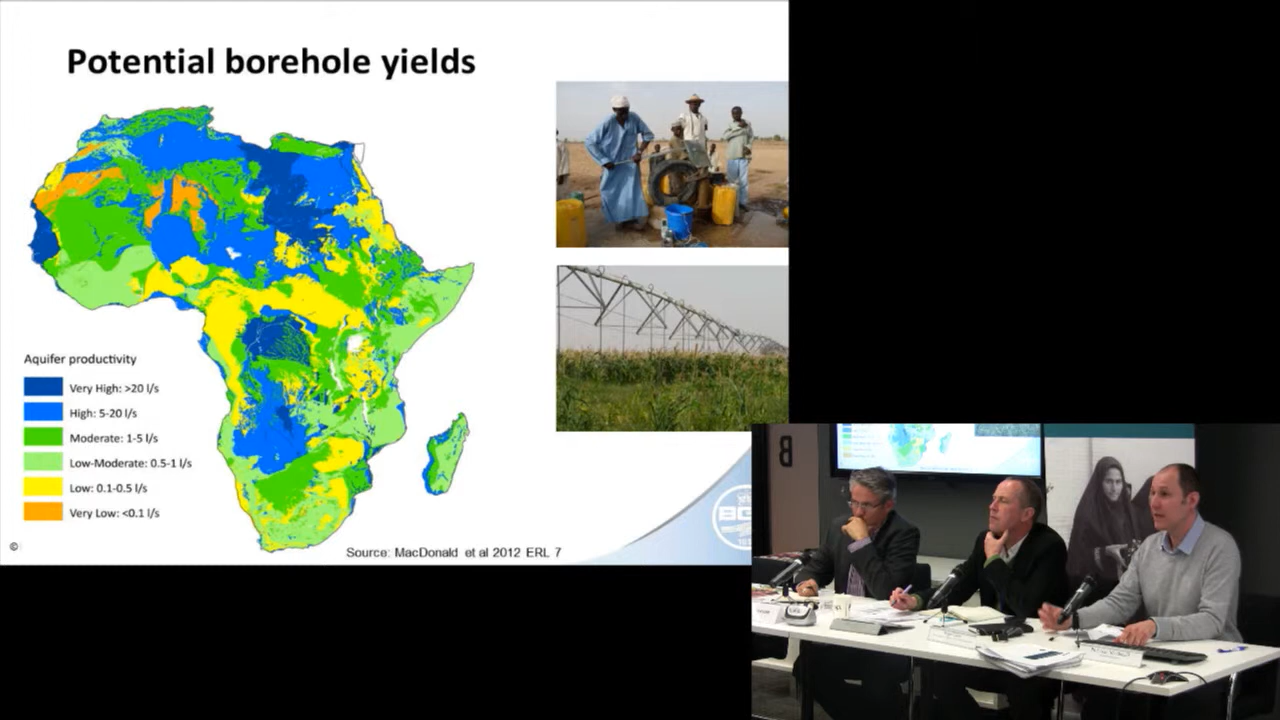 Potential borehole yields
Aquifer productivity
Very High: >20 l/s
High: 5-20 l/s
Moderate: 1-5 l/s
Low-Moderate: 0.5-1 l/s
Low: 0.1-0.5 l/s
Very Low: <0.1 l/s
©
Source: MacDonald et al 2012 ERL 7
8